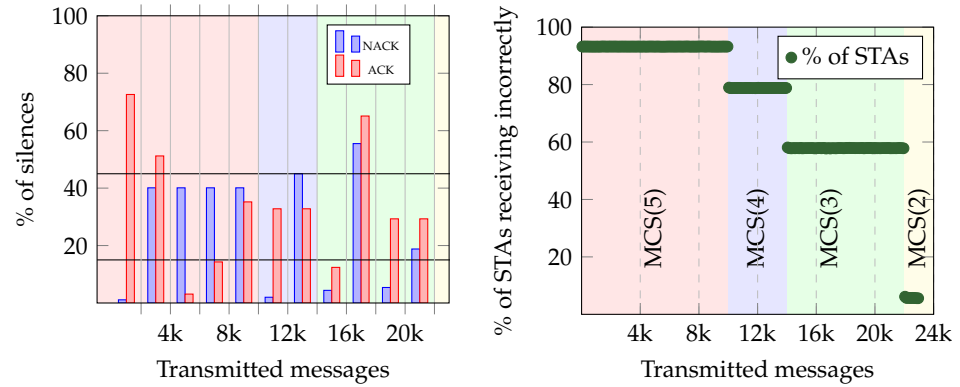 100
80
60
40
20
% of silences
NACK
ACK
4k 8k 12k 16k 20k
Transmitted messages
100
80
60
40
20
% of STAs receiving incorrectly
% of STAs
MCS(5)
MCS(4)
MCS(3)
MCS(2)
4k 8k 12k 16k 20k 24k
Transmitted messages